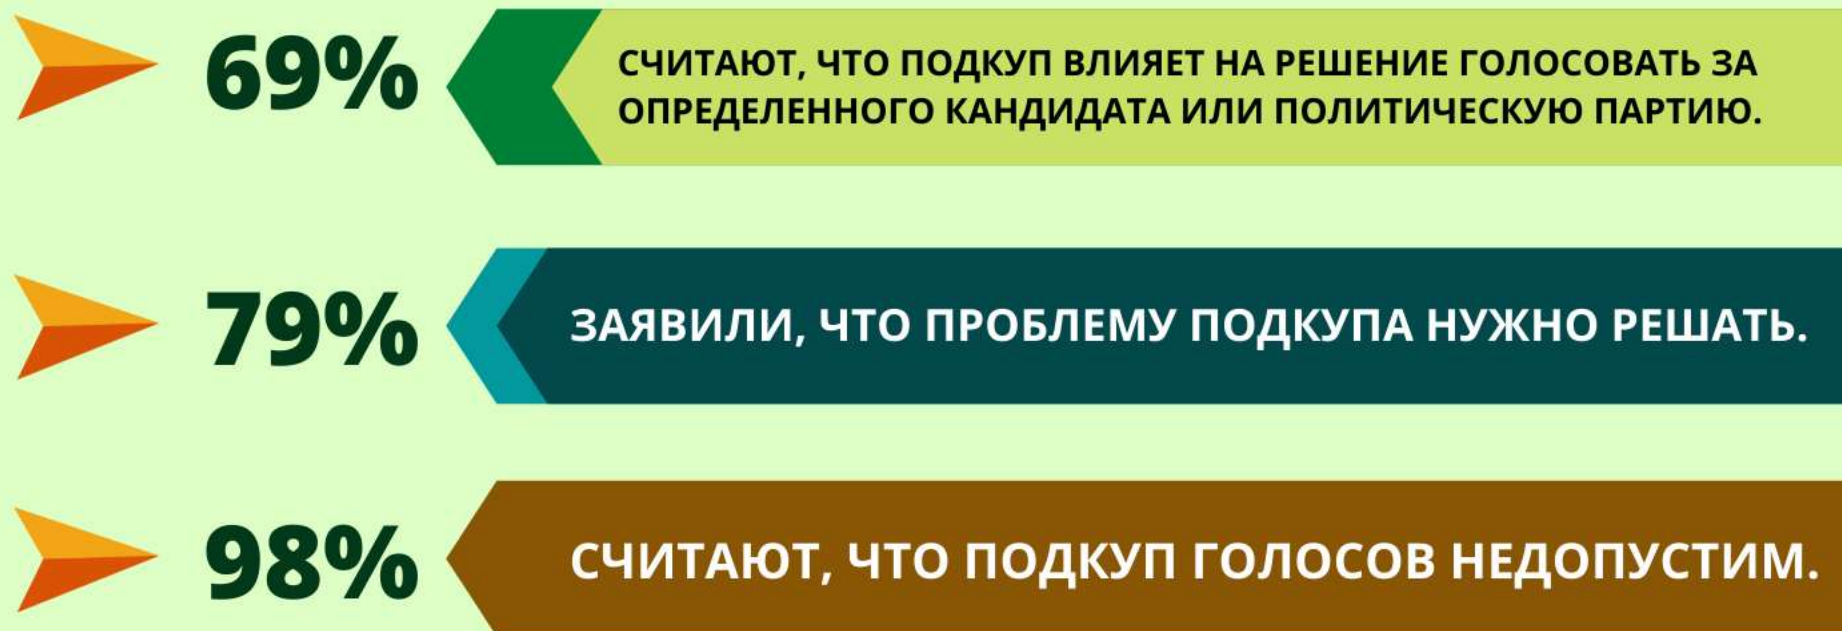 69%
СЧИТАЮТ, ЧТО ПОДКУП ВЛИЯЕТ НА РЕШЕНИЕ ГОЛОСОВАТЬ ЗА
ОПРЕДЕЛЕННОГО КАНДИДАТА ИЛИ ПОЛИТИЧЕСКУЮ ПАРТИЮ.
79%
ЗАЯВИЛИ, ЧТО ПРОБЛЕМУ ПОДКУПА НУЖНО РЕШАТЬ.
98%
СЧИТАЮТ, ЧТО ПОДКУП ГОЛОСОВ НЕДОПУСТИМ.